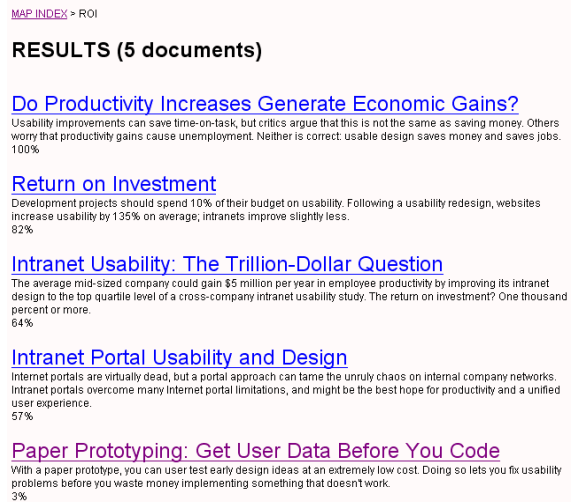 MAP INDEX > ROI
RESULTS (5 documents)
Do Productivity Increases Generate Economic Gains?
Usability improvements can save time-on-task, but critics argue that this is not the same as saving money. Others
worry that productivity gains cause unemployment. Neither is correct: usable design saves money and saves jobs.
100%
Return on Investment
Development projects should spend 10% of their budget on usability. Following a usability redesign, websites
increase usability by 135% on average; intranets improve slightly less.
82%
Intranet Usability: The Trillion-Dollar Question
The average mid-sized company could gain $5 million per year in employee productivity by improving its intranet
design to the top quartile level of a cross-company intranet usability study. The return on investment? One thousand
percent or more.
64%
Intranet Portal Usability and Design
Internet portals are virtually dead, but a portal approach can tame the unruly chaos on internal company networks.
Intranet portals overcome many Internet portal limitations, and might be the best hope for productivity and a unified
user experience.
57%
Paper Prototyping: Get User Data Before You Code
With a paper prototype, you can user test early design ideas at an extremely low cost. Doing so lets you fix usability
problems before you waste money implementing something that doesn't work.
3%